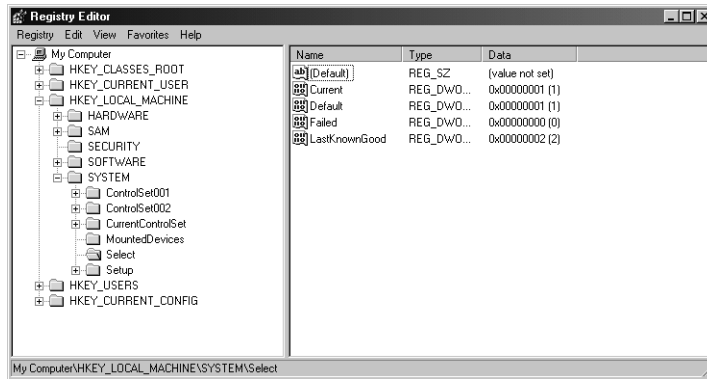 Registry Editor
Registry Edit View Favorites Help
My Computer
HKEY_CLASSES_ROOT
HKEY_CURRENT_USER
HKEY_LOCAL_MACHINE
HARDWARE
SAM
SECURITY
SOFTWARE
SYSTEM
ControlSet001
ControlSet002
CurrentControlSet
MountedDevices
Select
Setup
HKEY_USERS
HKEY_CURRENT_CONFIG
Name Type Data
(Default) REG_SZ (value not set)
Current REG_DWO... 0x00000001 (1)
Default REG_DWO... 0x00000001 (1)
Failed REG_DWO... 0x00000000 (0)
LastKnownGood REG_DWO... 0x00000002 (2)
My Computer\HKEY_LOCAL_MACHINE\SYSTEM\Select